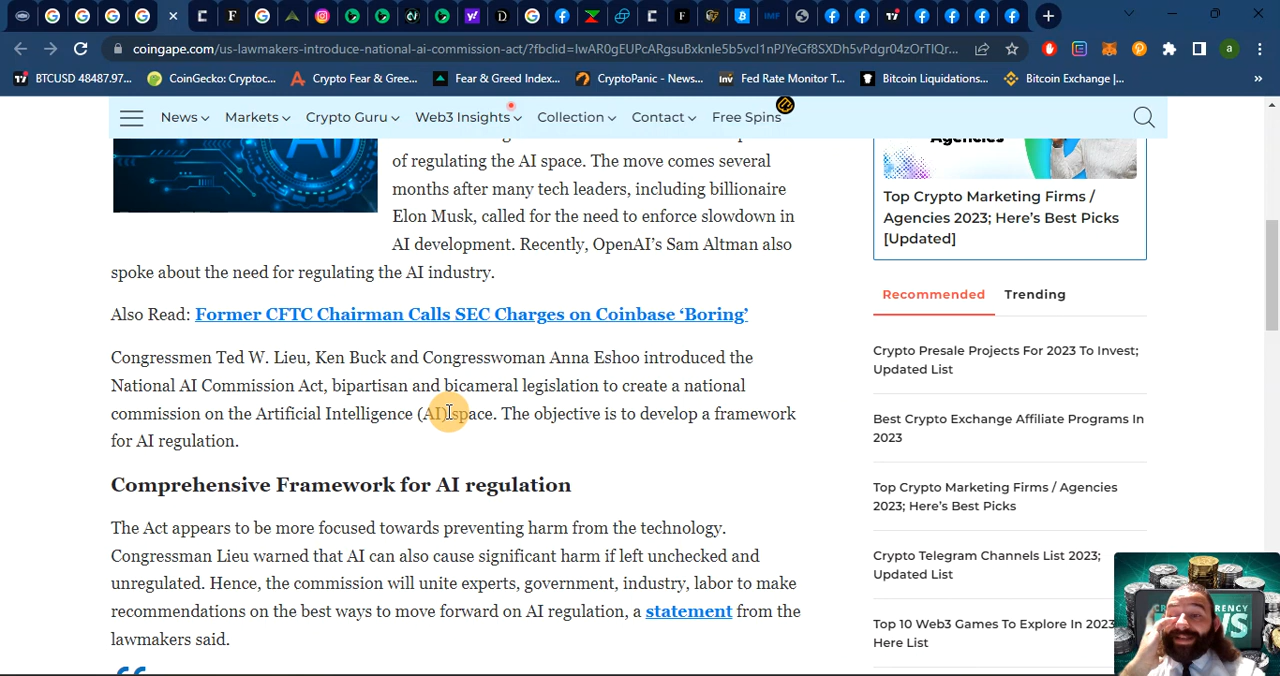 coingape.com/us-lawmakers-introduce-national-ai-commission-act/?fbclid=IwAR0gEUPcARgsuBxknIe5b5vcl1nPJYeGf8SXDh5vPdgr04zOrTlQr...
BTCUSD 48487.97...
CoinGecko: Cryptoc...
Crypto Fear & Gree...
Fear & Greed Index...
CryptoPanic - News...
Fed Rate Monitor T...
Bitcoin Liquidations...
Bitcoin Exchange |...
News
Markets
Crypto Guru
Web3 Insights
Collection
Contact
Free Spins
of regulating the AI space. The move comes several
months after many tech leaders, including billionaire
Elon Musk, called for the need to enforce slowdown in
AI development. Recently, OpenAI's Sam Altman also
spoke about the need for regulating the AI industry.
Also Read: Former CFTC Chairman Calls SEC Charges on Coinbase 'Boring'
Congressmen Ted W. Lieu, Ken Buck and Congresswoman Anna Eshoo introduced the
National AI Commission Act, bipartisan and bicameral legislation to create a national
commission on the Artificial Intelligence (AI) space. The objective is to develop a framework
for AI regulation.
Comprehensive Framework for AI regulation
The Act appears to be more focused towards preventing harm from the technology.
Congressman Lieu warned that AI can also cause significant harm if left unchecked and
unregulated. Hence, the commission will unite experts, government, industry, labor to make
recommendations on the best ways to move forward on AI regulation, a statement from the
lawmakers said.
Agencies
Top Crypto Marketing Firms /
Agencies 2023; Here's Best Picks
[Updated]
Recommended
Trending
Crypto Presale Projects For 2023 To Invest;
Updated List
Best Crypto Exchange Affiliate Programs In
2023
Top Crypto Marketing Firms / Agencies
2023; Here's Best Picks
Crypto Telegram Channels List 2023;
Updated List
Top 10 Web3 Games To Explore In 2023
Here List